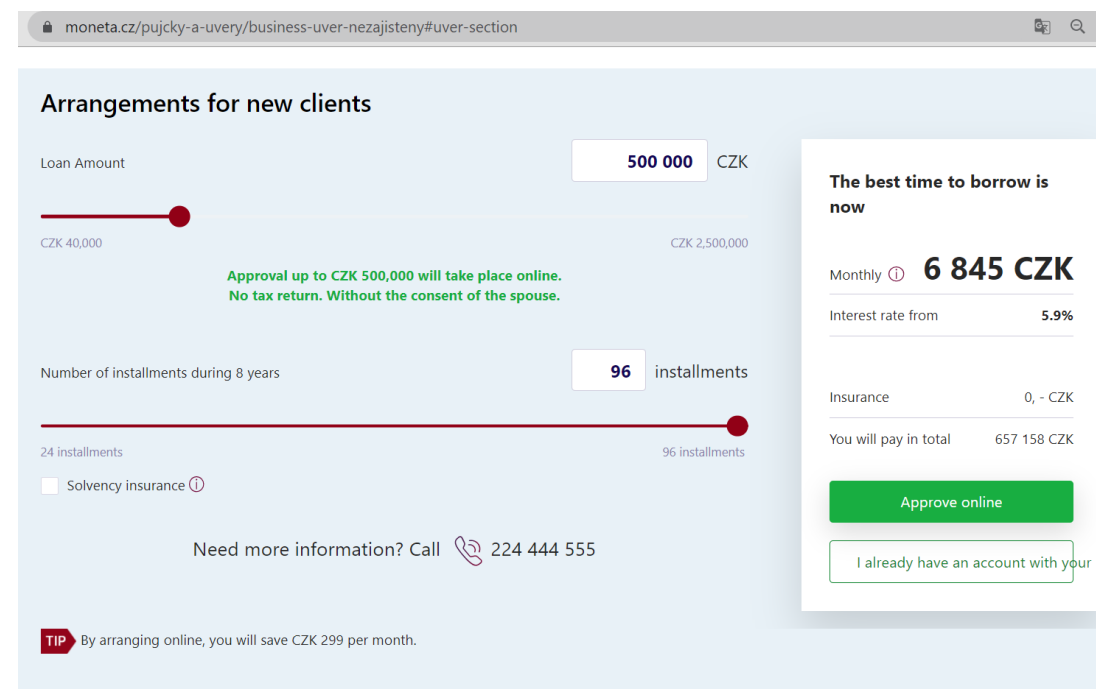 moneta.cz/pujcky-a-uvery/business-uver-nezajisteny#uver-section
Arrangements for new clients
Loan Amount
500 000 CZK
CZK 40,000
CZK 2,500,000
Approval up to CZK 500,000 will take place online.
No tax return. Without the consent of the spouse.
Number of installments during 8 years
96 installments
24 installments
96 installments
Solvency insurance
Need more information? Call 224 444 555
TIP By arranging online, you will save CZK 299 per month.
The best time to borrow is
now
Monthly 6 845 CZK
Interest rate from 5.9%
Insurance 0, - CZK
You will pay in total 657 158 CZK
Approve online
I already have an account with your